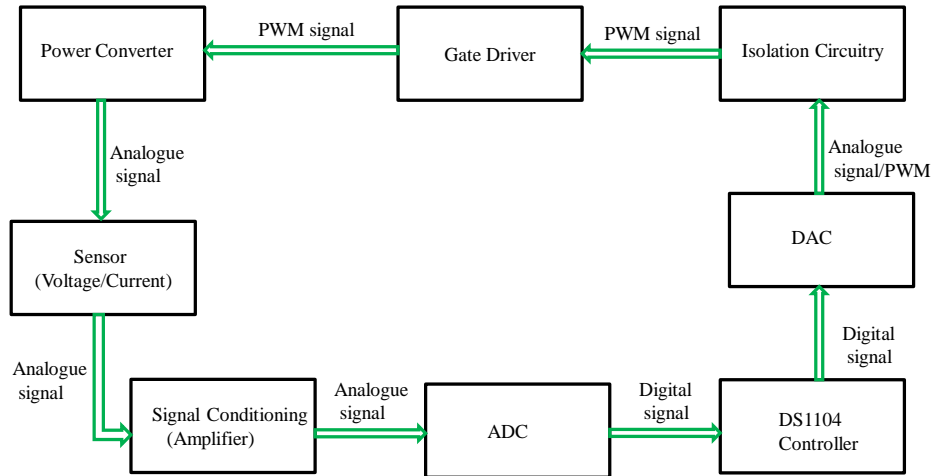 Power Converter
PWM signal
Gate Driver
PWM signal
Isolation Circuitry
Analogue
signal
Analogue
signal/PWM
Sensor
(Voltage/Current)
DAC
Analogue
signal
Digital
signal
Signal Conditioning
(Amplifier)
Analogue
signal
ADC
Digital
signal
DS1104
Controller